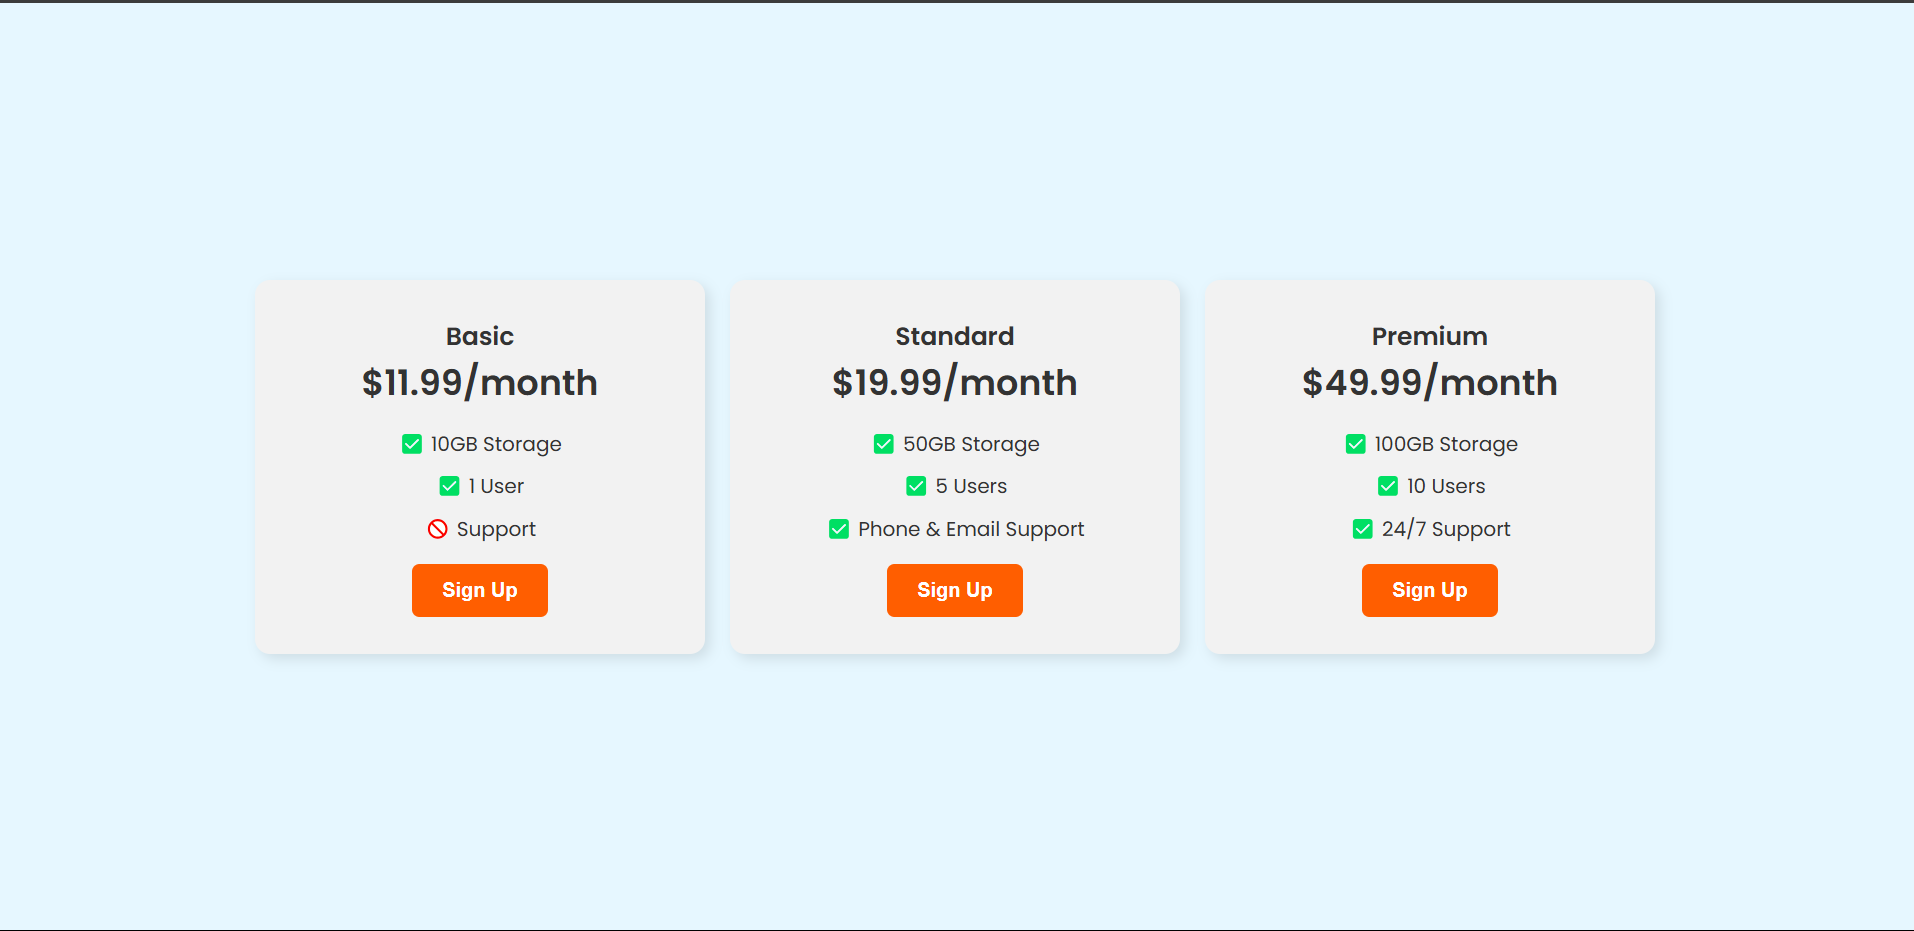 Basic
$11.99/month
10GB Storage
1 User
Support
Sign Up
Standard
$19.99/month
50GB Storage
5 Users
Phone & Email Support
Sign Up
Premium
$49.99/month
100GB Storage
10 Users
24/7 Support
Sign Up